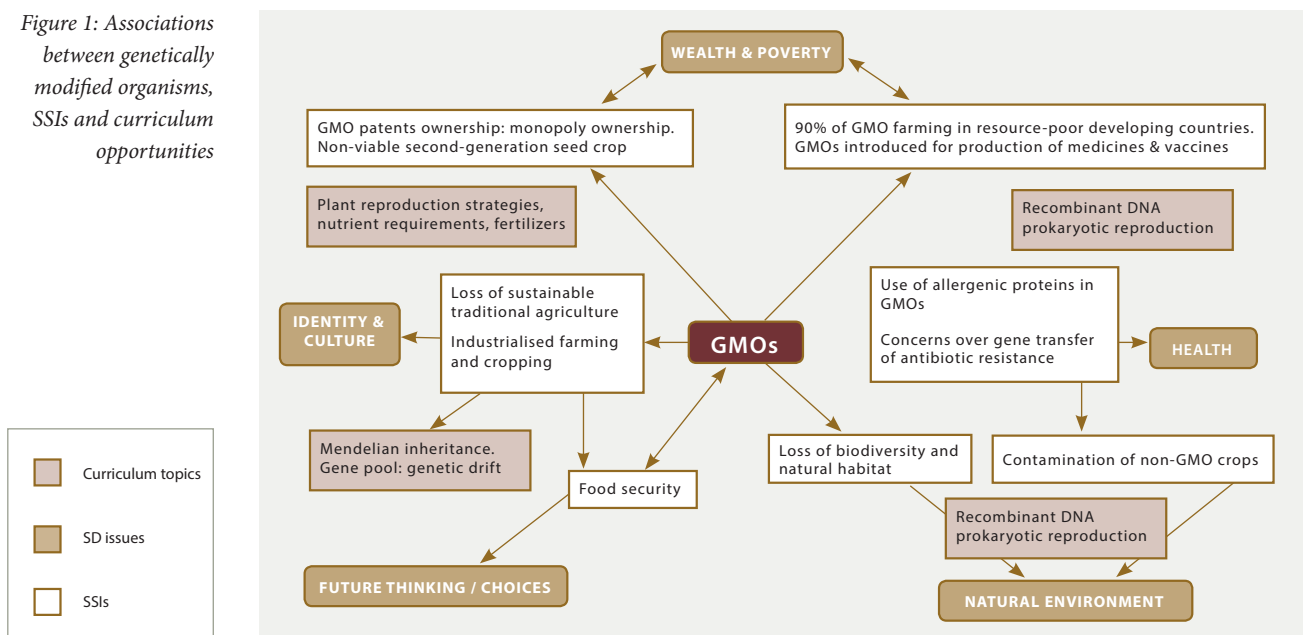 Figure 1: Associations
between genetically
modified organisms,
SSIs and curriculum
opportunities
WEALTH & POVERTY
GMO patents ownership: monopoly ownership.
Non-viable second-generation seed crop
90% of GMO farming in resource-poor developing countries.
GMOs introduced for production of medicines & vaccines
Plant reproduction strategies,
nutrient requirements, fertilizers
Recombinant DNA
prokaryotic reproduction
IDENTITY &
CULTURE
Loss of sustainable
traditional agriculture
Industrialised farming
and cropping
GMOs
Use of allergenic proteins in
GMOs
Concerns over gene transfer
of antibiotic resistance
HEALTH
Mendelian inheritance.
Gene pool: genetic drift
Food security
Loss of biodiversity and
natural habitat
Contamination of non-GMO crops
Recombinant DNA
prokaryotic reproduction
FUTURE THINKING / CHOICES
NATURAL ENVIRONMENT
Curriculum topics
SD issues
SSIs